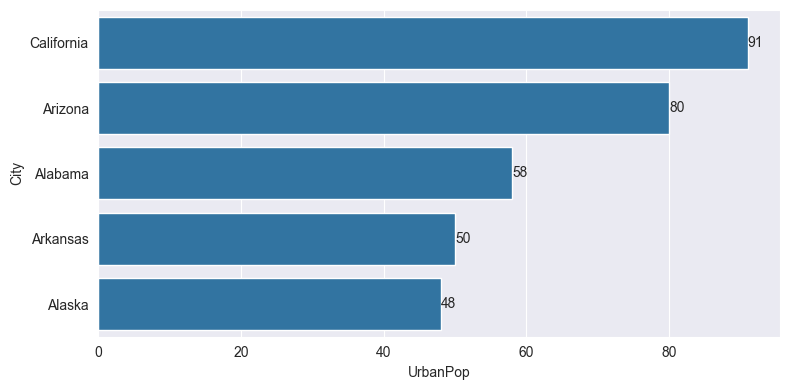 California 91
Arizona 80
City
Alabama 58
Arkansas 50
Alaska 48
0 20 40 60 80
UrbanPop